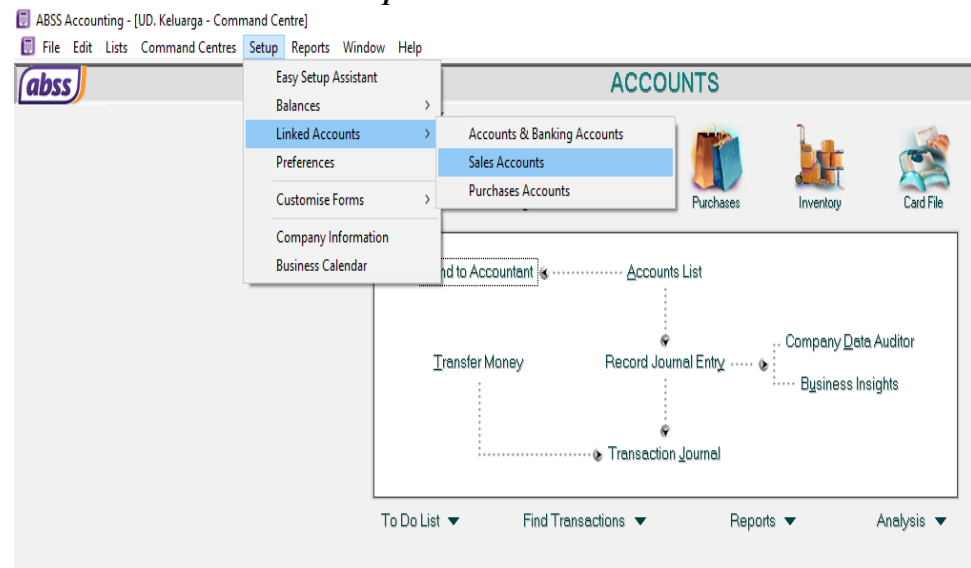 ABSS Accounting - [UD. Keluarga - Command Centre]
File Edit Lists Command Centres Setup Reports Window Help
abss
ACCOUNTS
Easy Setup Assistant
Balances
Linked Accounts
Preferences
Customise Forms
Company Information
Business Calendar
Accounts & Banking Accounts
Sales Accounts
Purchases Accounts
Purchases Inventory Card File
nd to Accountant Accounts List
Transfer Money Record Journal Entry Company Data Auditor
Business Insights
Transaction Journal
To Do List Find Transactions Reports Analysis